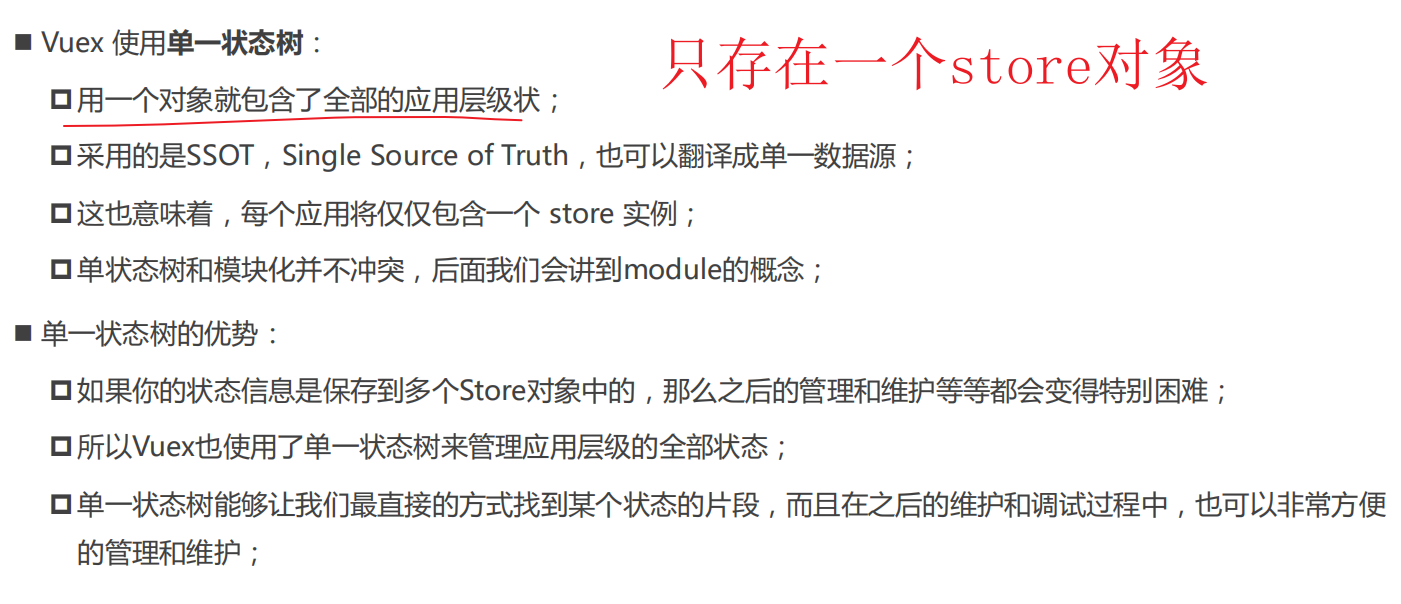 ■ Vuex 使用单一状态树：
只存在一个store对象
用一个对象就包含了全部的应用层级状；
采用的是SSOT，Single Source of Truth，也可以翻译成单一数据源；
这也意味着，每个应用将仅仅包含一个 store 实例；
单状态树和模块化并不冲突，后面我们会讲到module的概念；
■ 单一状态树的优势：
如果你的状态信息是保存到多个Store对象中的，那么之后的管理和维护等等都会变得特别困难；
所以Vuex也使用了单一状态树来管理应用层级的全部状态；
单一状态树能够让我们最直接的方式找到某个状态的片段，而且在之后的维护和调试过程中，也可以非常方便
的管理和维护；